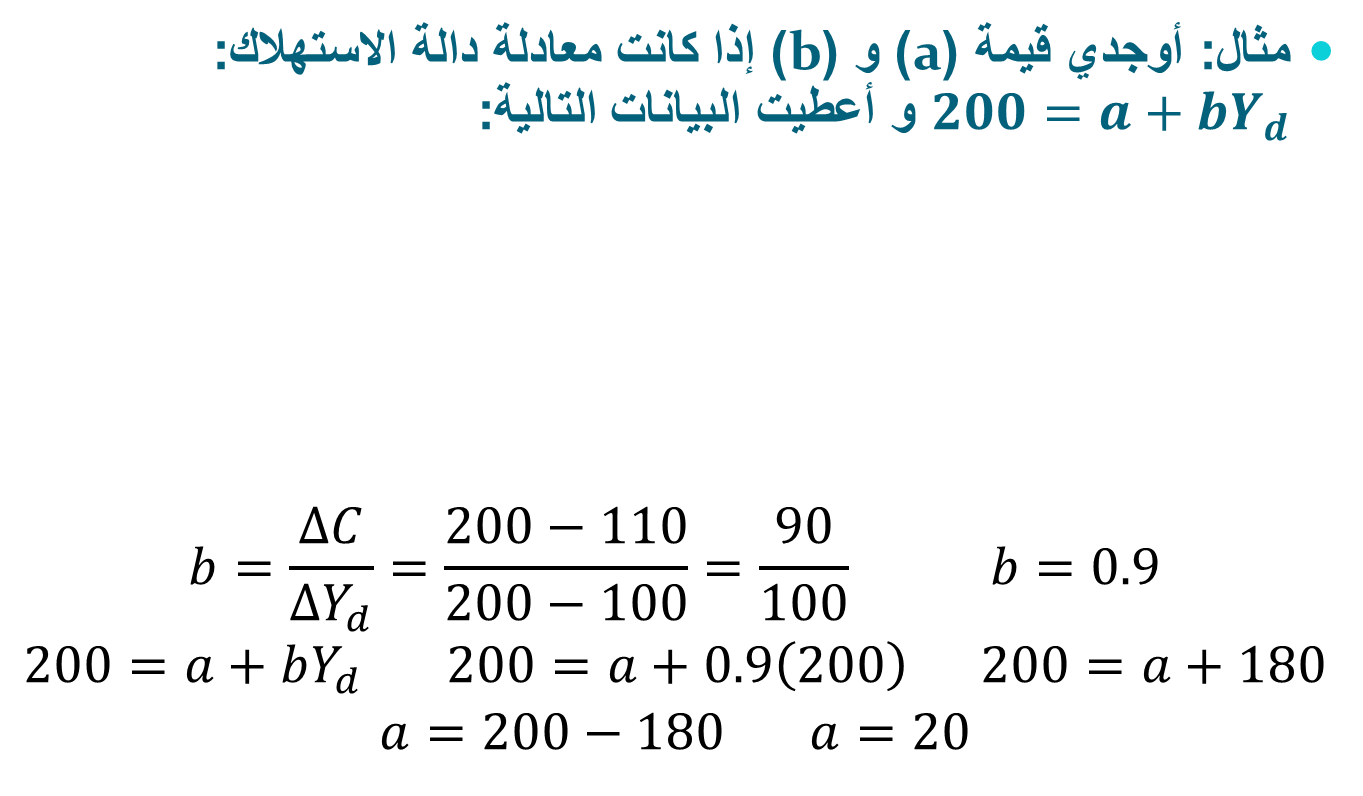 • مثال: أوجدي قيمة (a) و (b) إذا كانت معادلة دالة الاستهلاك:
200 = a + bY_d و أعطيت البيانات التالية:
b = ΔC/ΔY_d = (200 − 110)/(200 − 100) = 90/100 b = 0.9
200 = a + bY_d 200 = a + 0.9(200) 200 = a + 180
a = 200 − 180 a = 20